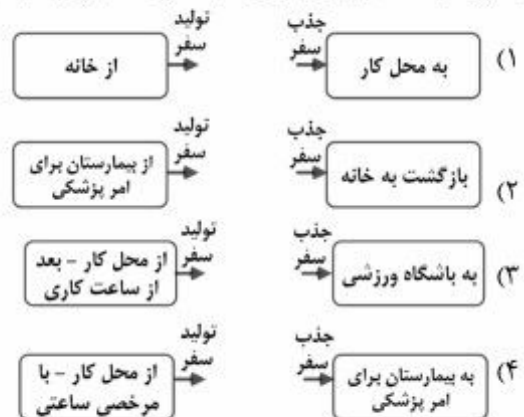 تولید
سفر
جذب
سفر
۱)
به محل کار
از خانه
تولید
سفر
جذب
سفر
۲)
بازگشت به خانه
از بیمارستان برای
امر پزشکی
تولید
سفر
جذب
سفر
۳)
به باشگاه ورزشی
از محل کار - بعد
از ساعت کاری
تولید
سفر
جذب
سفر
۴)
به بیمارستان برای
امر پزشکی
از محل کار - با
مرخصی ساعتی